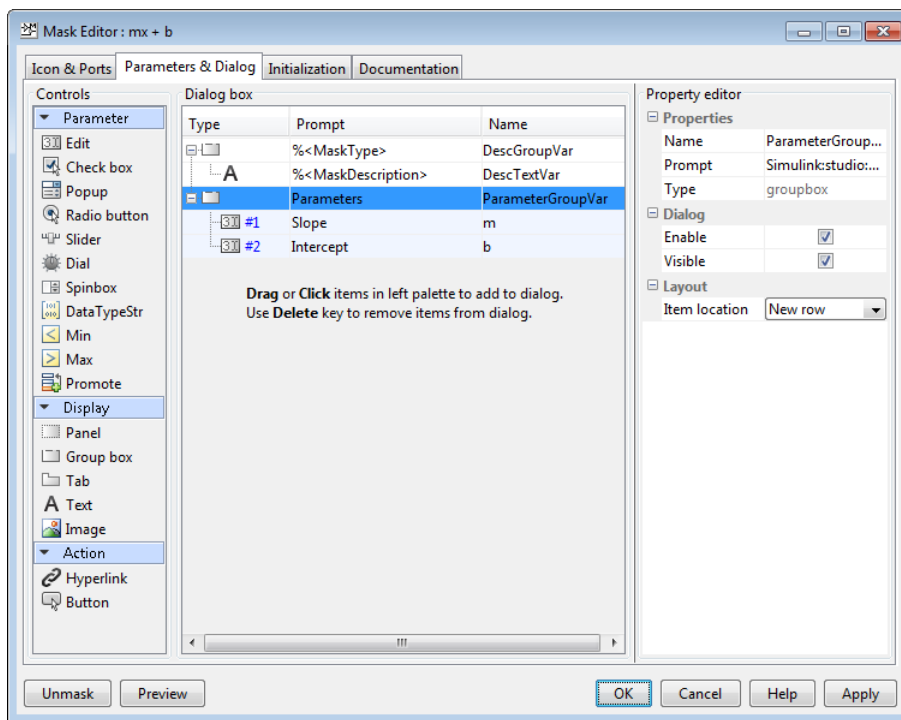 Mask Editor : mx + b
Icon & Ports Parameters & Dialog Initialization Documentation
Controls
Parameter
Edit
Check box
Popup
Radio button
Slider
Dial
Spinbox
DataTypeStr
Min
Max
Promote
Display
Panel
Group box
Tab
Text
Image
Action
Hyperlink
Button
Dialog box
Type Prompt Name
%<MaskType> DescGroupVar
A %<MaskDescription> DescTextVar
Parameters ParameterGroupVar
#1 Slope m
#2 Intercept b
Drag or Click items in left palette to add to dialog.
Use Delete key to remove items from dialog.
Property editor
Properties
Name ParameterGroup...
Prompt Simulink:studio:...
Type groupbox
Dialog
Enable
Visible
Layout
Item location New row
Unmask Preview OK Cancel Help Apply